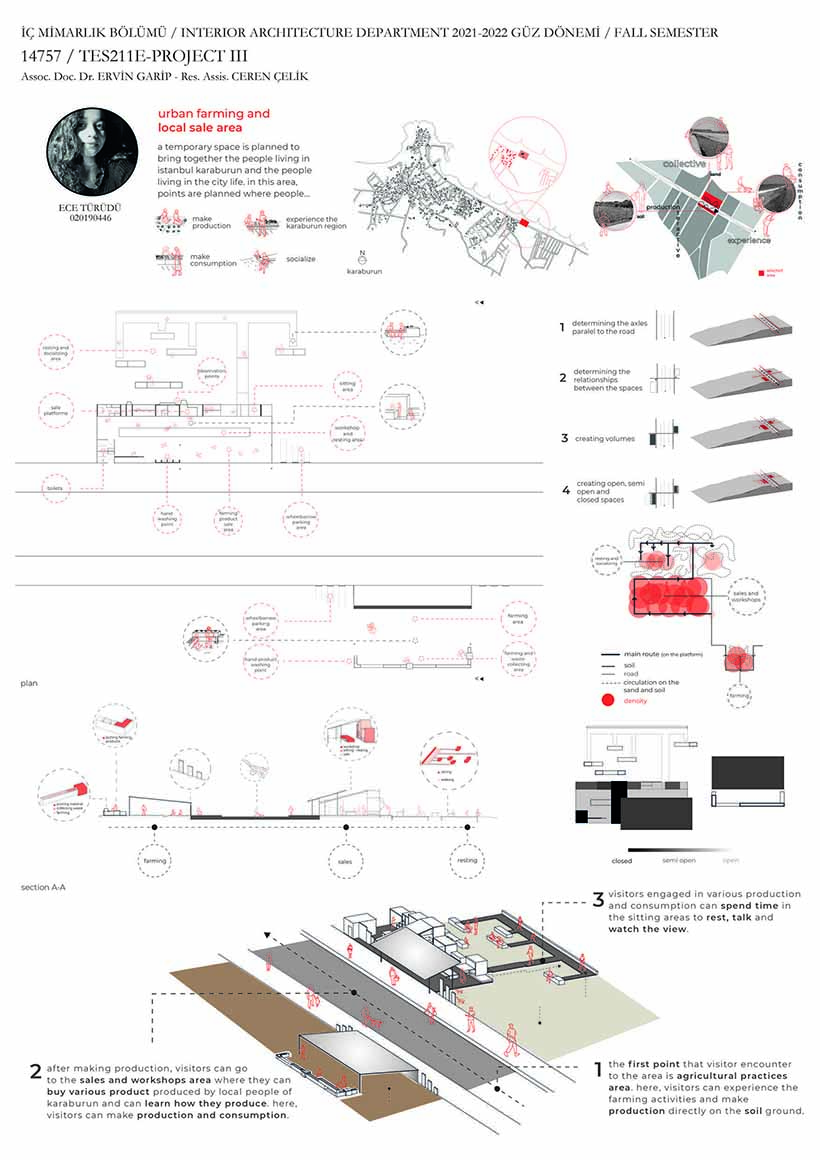 İÇ MİMARLIK BÖLÜMÜ / INTERIOR ARCHITECTURE DEPARTMENT 2021-2022 GÜZ DÖNEMİ / FALL SEMESTER
14757 / TES211E-PROJECT III
Assoc. Doc. Dr. ERVİN GARİP - Res. Assis. CEREN ÇELİK
ECE TÜRÜDÜ
020190446
urban farming and
local sale area
a temporary space is planned to
bring together the people living in
istanbul karaburun and the people
living in the city life. in this area,
points are planned where people...
make
production
experience the
karaburun region
make
consumption
socialize
N
karaburun
collective
sand
production
soil
experience
consumption
selected
area
resting and
socializing
area
observation
points
sitting
area
sale
platforms
workshop
and
resting area
toilets
hand
washing
point
farming
product
sale
area
wheelbarrow
parking
area
wheelbarrow
parking
area
farming
area
hand-product
washing
point
farming and
waste
collecting
area
plan
1 determining the axles
paralel to the road
2 determining the
relationships
between the spaces
3 creating volumes
4 creating open, semi
open and
closed spaces
resting and
socializing
sales and
workshops
farming
main route (on the platform)
soil
road
circulation on the
sand and soil
density
farming
sales
resting
section A-A
closed
semi open
open
3 visitors engaged in various production
and consumption can spend time in
the sitting areas to rest, talk and
watch the view.
2 after making production, visitors can go
to the sales and workshops area where they can
buy various product produced by local people of
karaburun and can learn how they produce. here,
visitors can make production and consumption.
1 the first point that visitor encounter
to the area is agricultural practices
area. here, visitors can experience the
farming activities and make
production directly on the soil ground.